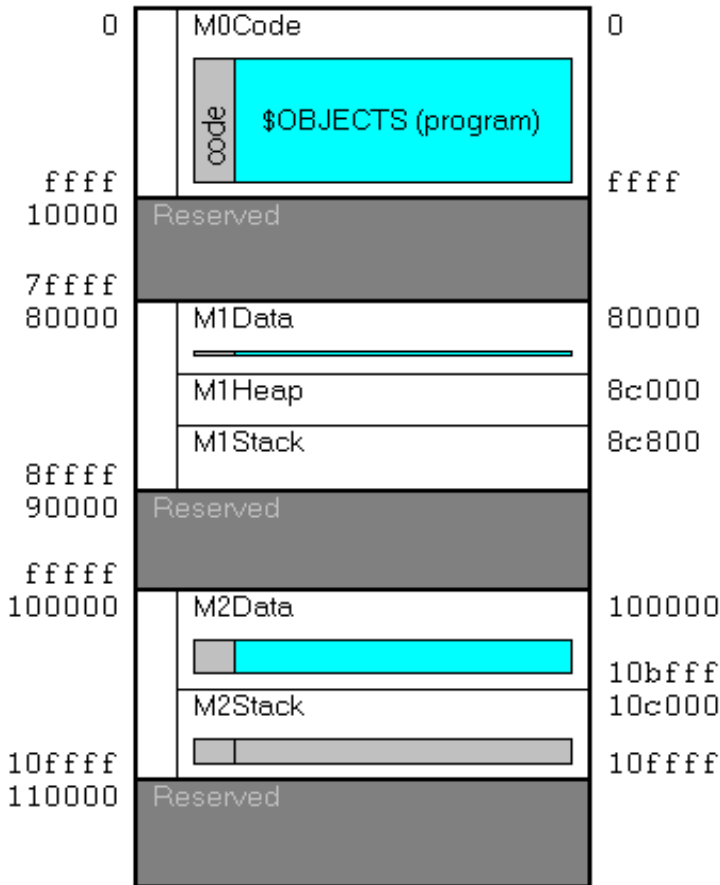 0 M0Code 0
code $OBJECTS (program)
ffff ffff
10000 Reserved
7ffff
80000 M1Data 80000
M1Heap 8c000
M1Stack 8c800
8ffff
90000 Reserved
fffff
100000 M2Data 100000
10bfff
M2Stack 10c000
10ffff 10ffff
110000 Reserved